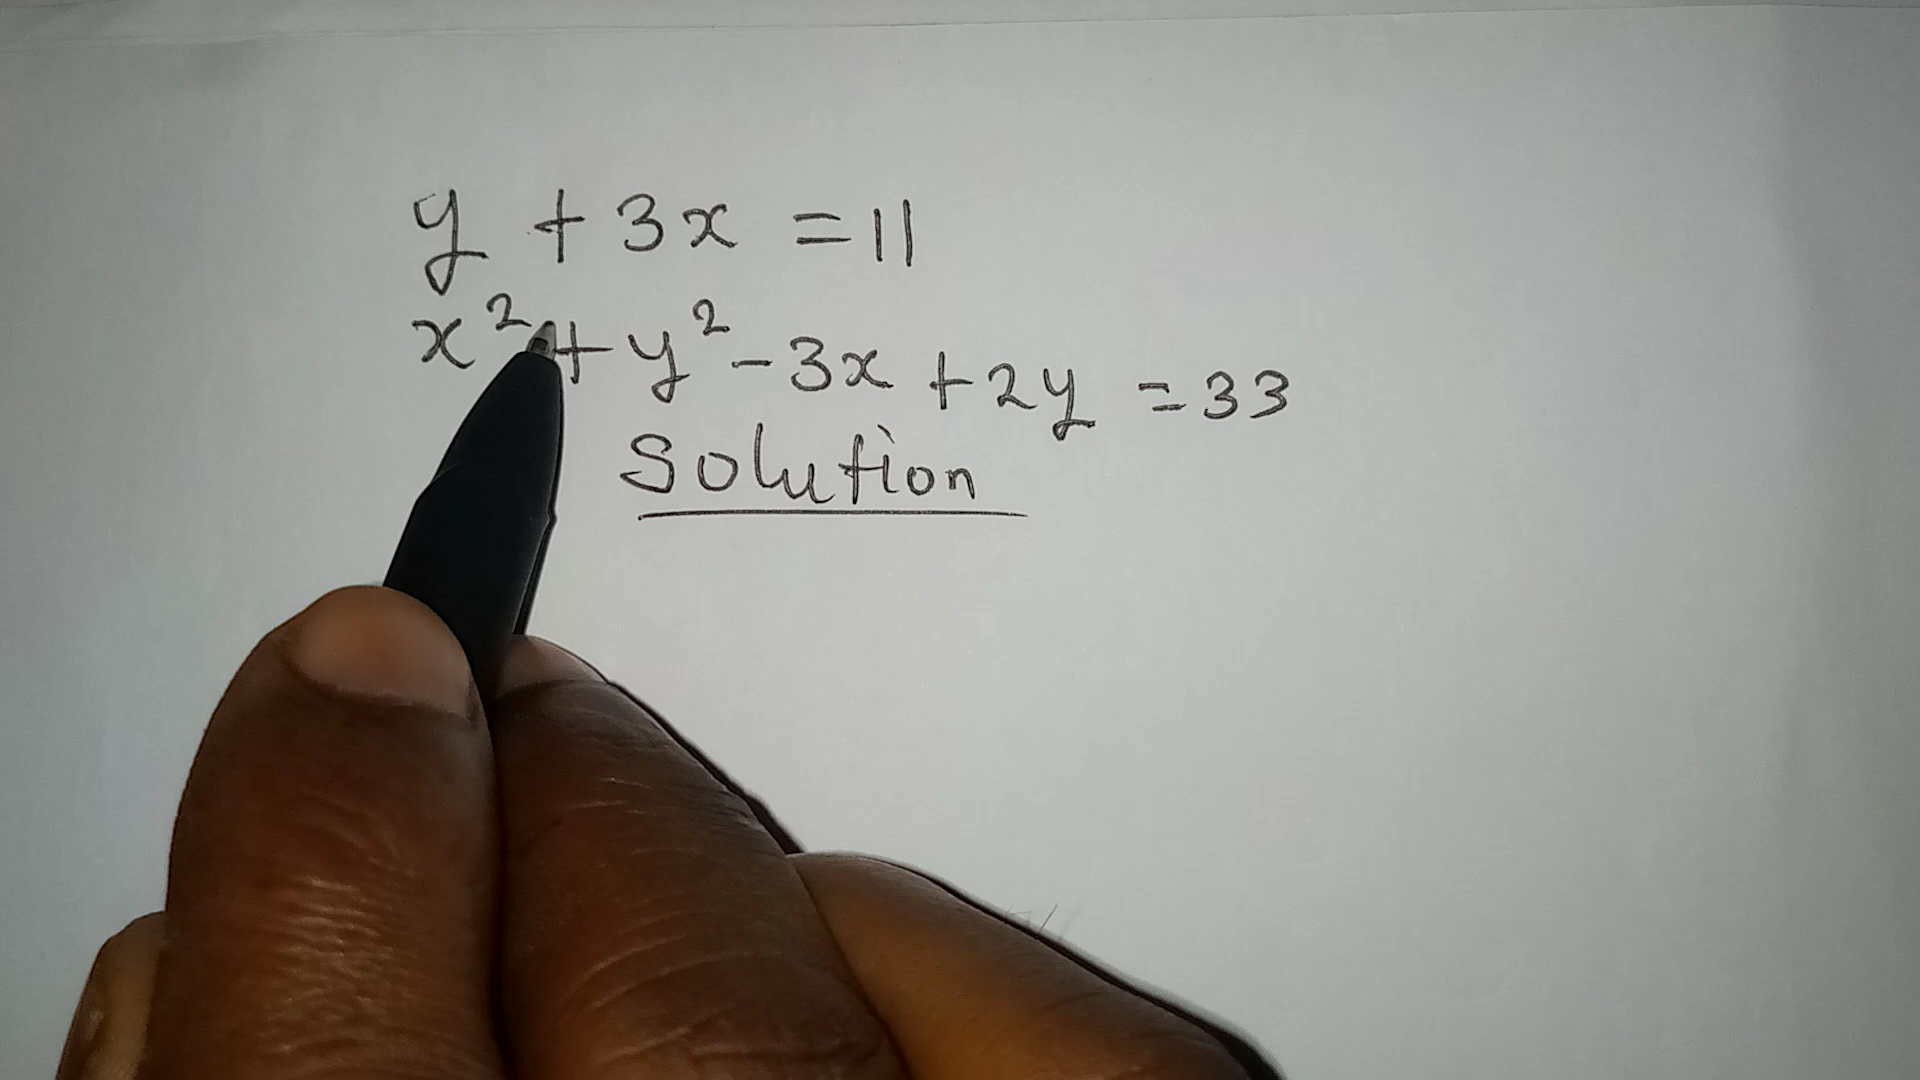 y + 3x = 11
x² + y² - 3x + 2y = 33
Solution